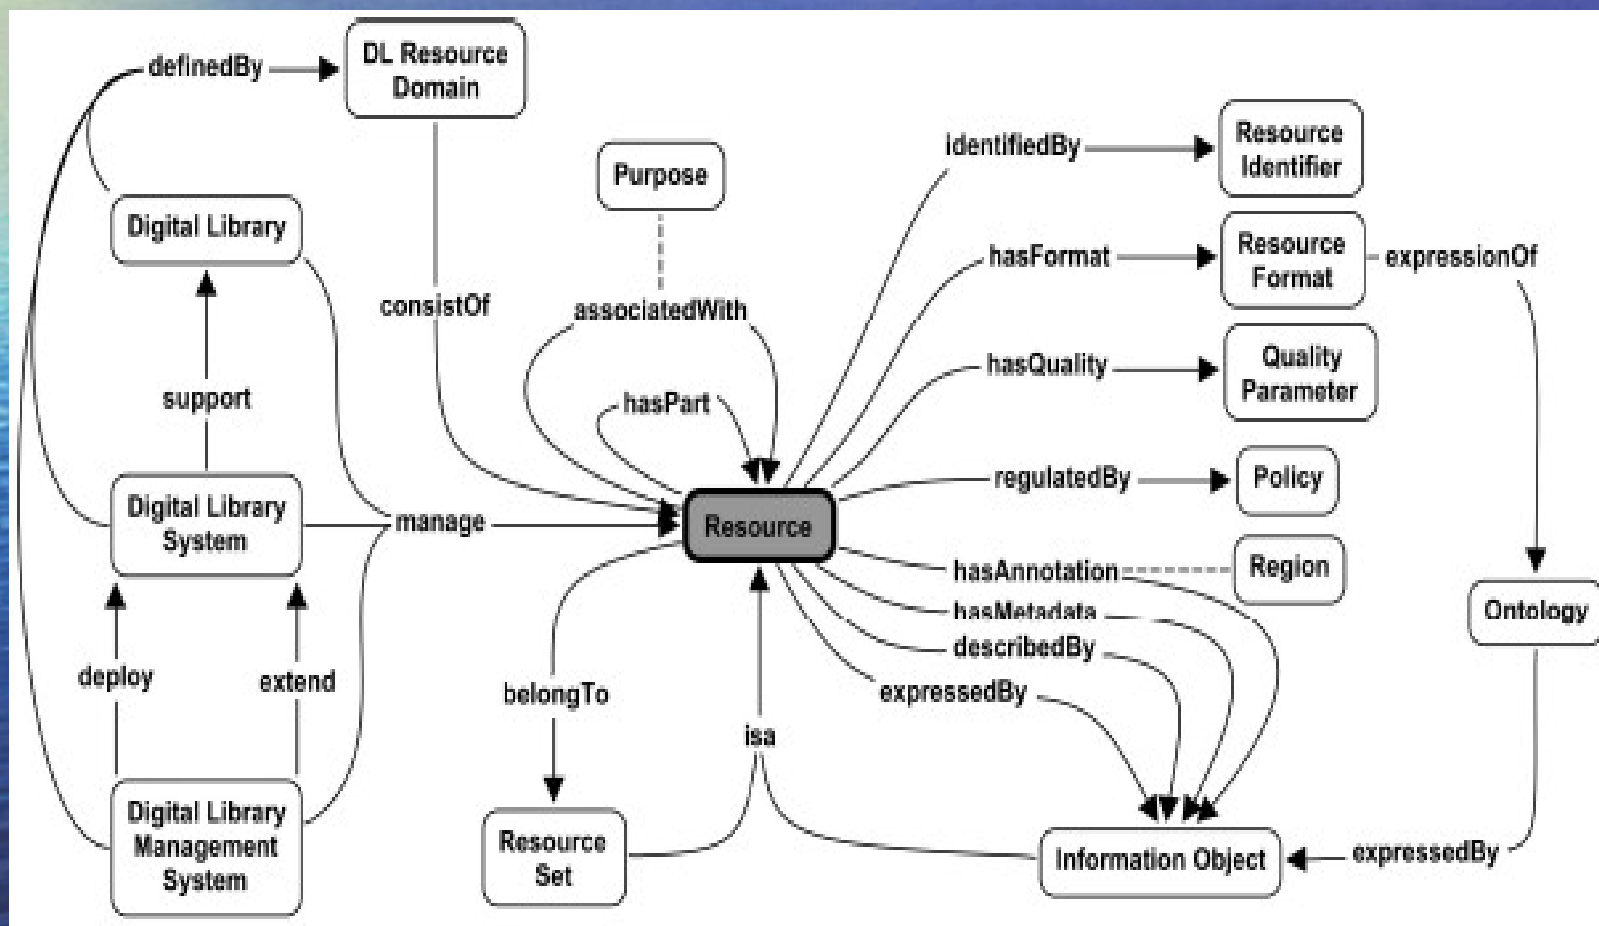 definedBy
DL Resource
Domain
Purpose
identifiedBy
Resource
Identifier
Digital Library
hasFormat
Resource
Format
expressionOf
consistOf
associatedWith
hasQuality
Quality
Parameter
support
hasPart
regulatedBy
Policy
Digital Library
System
manage
Resource
hasAnnotation
Region
hasMetadata
Ontology
describedBy
deploy
extend
belongTo
expressedBy
isa
Digital Library
Management
System
Resource
Set
Information Object
expressedBy